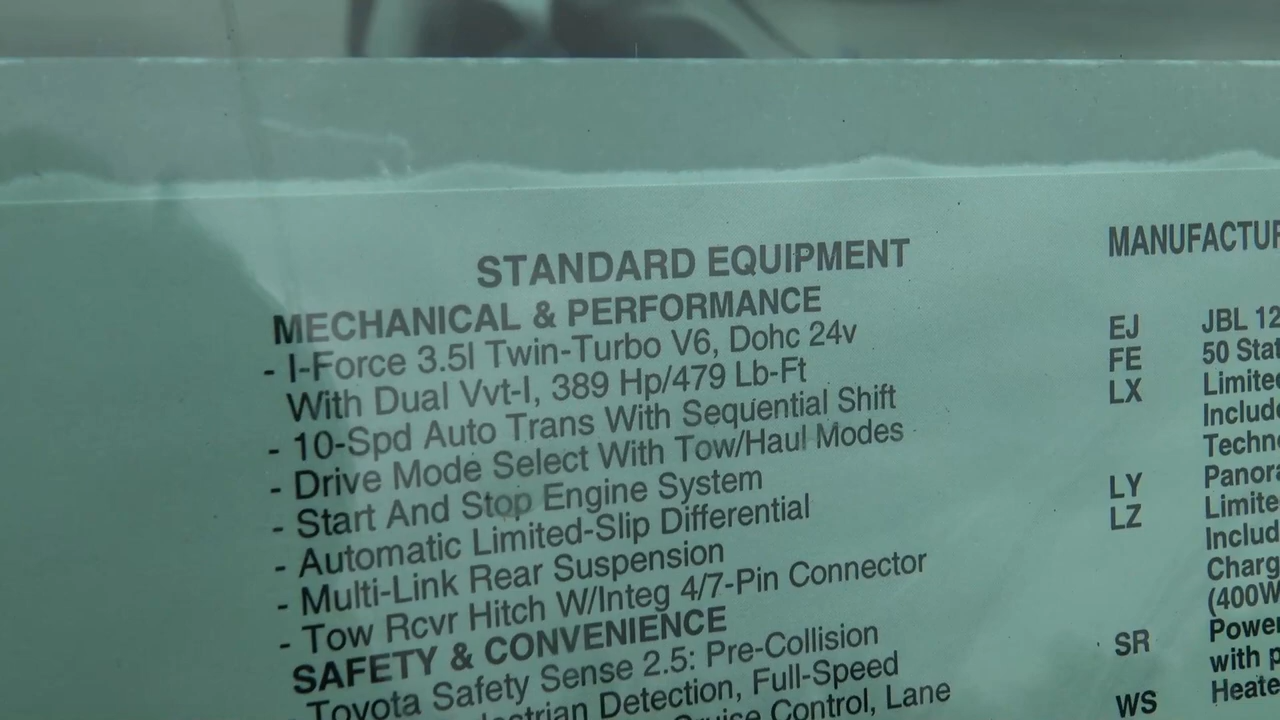 STANDARD EQUIPMENT
MECHANICAL & PERFORMANCE
- I-Force 3.5l Twin-Turbo V6, Dohc 24v
With Dual Vvt-I, 389 Hp/479 Lb-Ft
- 10-Spd Auto Trans With Sequential Shift
- Drive Mode Select With Tow/Haul Modes
- Start And Stop Engine System
- Automatic Limited-Slip Differential
- Multi-Link Rear Suspension
- Tow Rcvr Hitch W/Integ 4/7-Pin Connector
SAFETY & CONVENIENCE
Toyota Safety Sense 2.5: Pre-Collision
Detection, Full-Speed
Control, Lane
MANUFACTUR
EJ JBL 12
FE 50 Stat
LX Limited
Include
Techno
Panora
LY Limite
LZ Includ
Charg
(400W
Power
SR with p
WS Heate